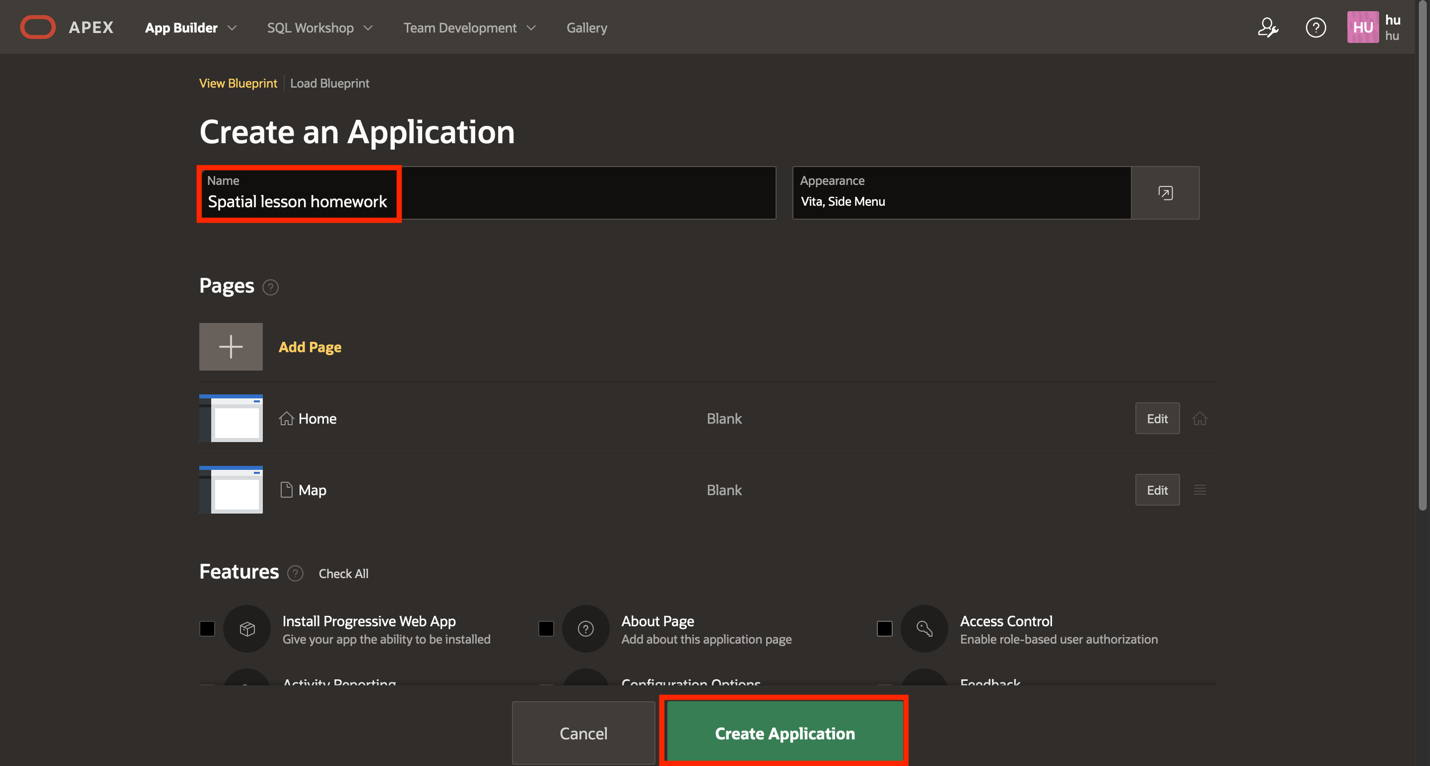 APEX App Builder SQL Workshop Team Development Gallery HU hu
hu
View Blueprint Load Blueprint
Create an Application
Name
Spatial lesson homework
Appearance
Vita, Side Menu
Pages
Add Page
Home Blank Edit
Map Blank Edit
Features Check All
Install Progressive Web App
Give your app the ability to be installed
About Page
Add about this application page
Access Control
Enable role-based user authorization
Activity Reporting Configuration Options Feedback
Cancel Create Application